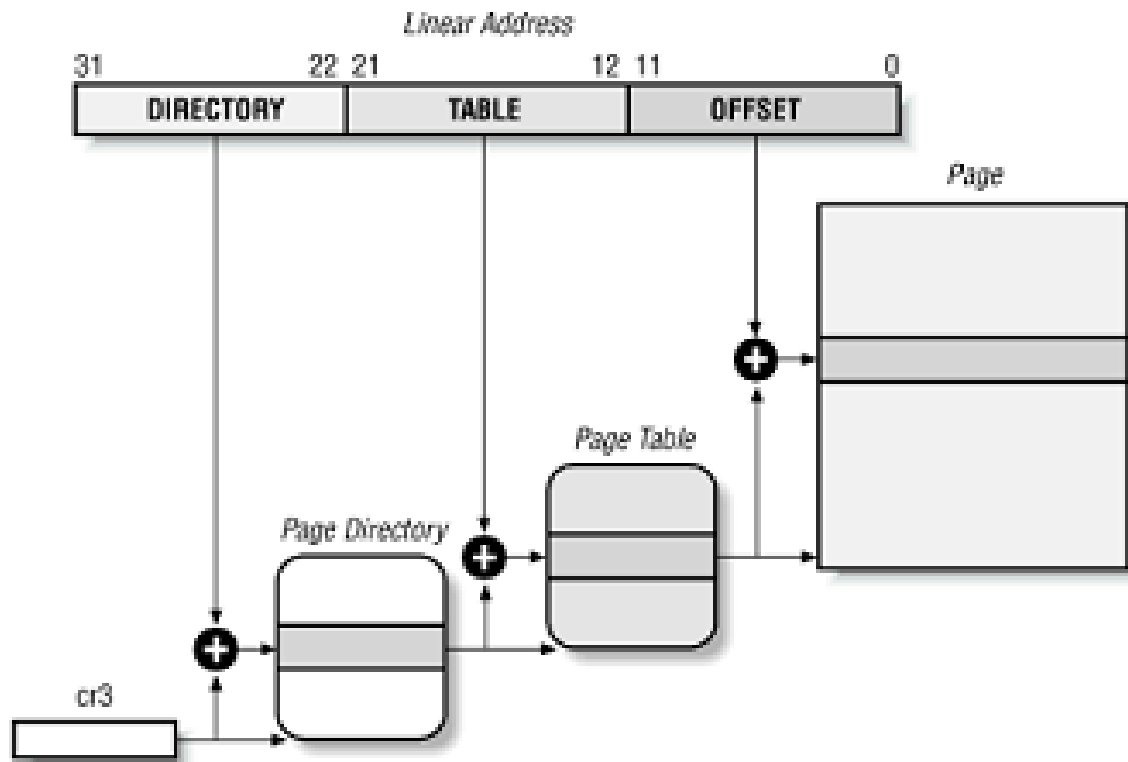 Linear Address
31 22 21 12 11 0
DIRECTORY TABLE OFFSET
Page
Page Table
Page Directory
cr3